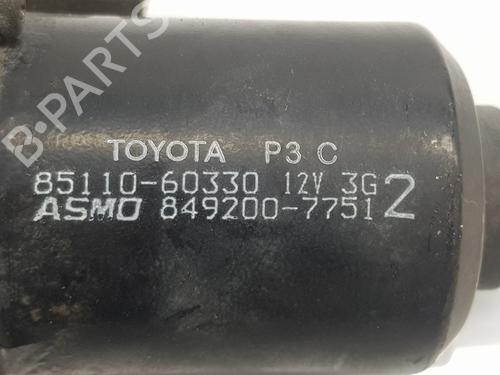 TOYOTA P3 C
85110-60330 12V 3G
ASMO 849200-7751 2
B-PARTS